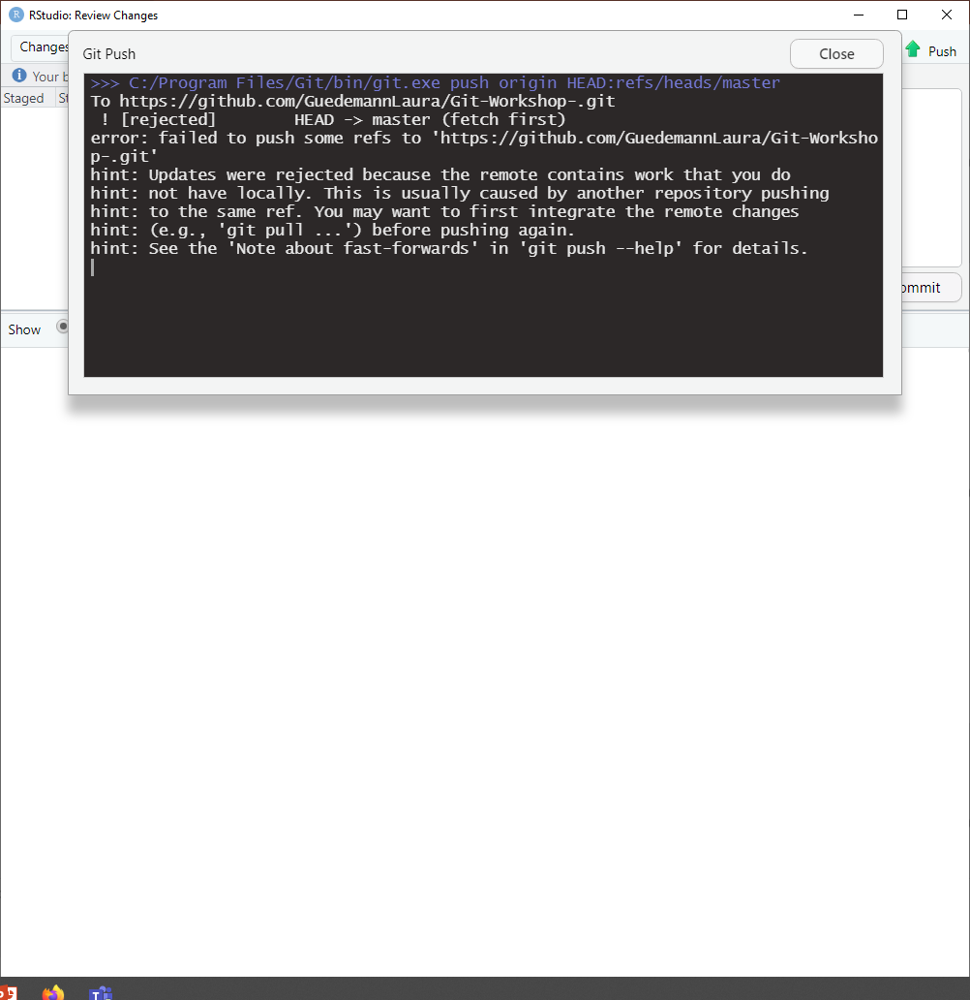 RStudio: Review Changes
Changes
Git Push
Close
Push
Your b
Staged
St
>>> C:/Program Files/Git/bin/git.exe push origin HEAD:refs/heads/master
To https://github.com/GuedemannLaura/Git-Workshop-.git
! [rejected]        HEAD -> master (fetch first)
error: failed to push some refs to 'https://github.com/GuedemannLaura/Git-Worksho
p-.git'
hint: Updates were rejected because the remote contains work that you do
hint: not have locally. This is usually caused by another repository pushing
hint: to the same ref. You may want to first integrate the remote changes
hint: (e.g., 'git pull ...') before pushing again.
hint: See the 'Note about fast-forwards' in 'git push --help' for details.
ommit
Show